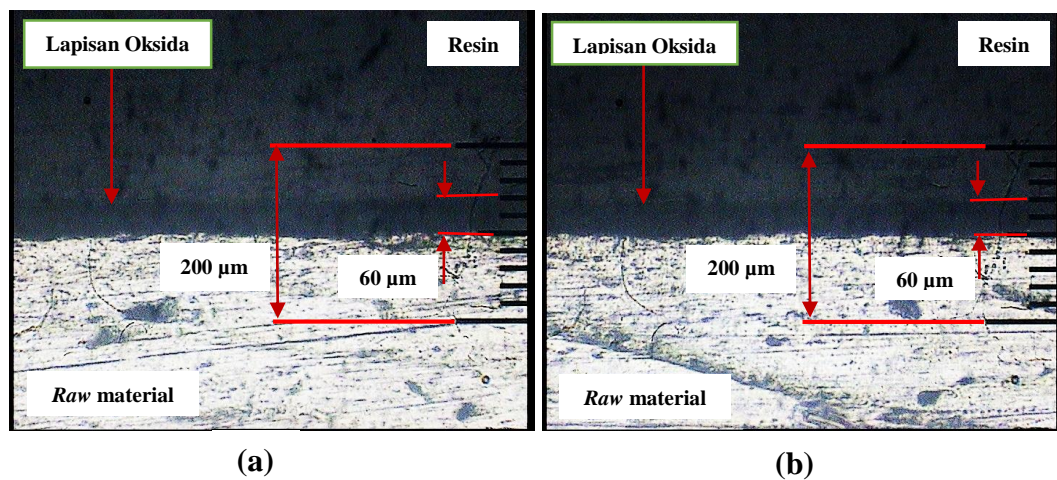 Lapisan Oksida
Resin
200 µm
60 µm
Raw material
(a)
Lapisan Oksida
Resin
200 µm
60 µm
Raw material
(b)